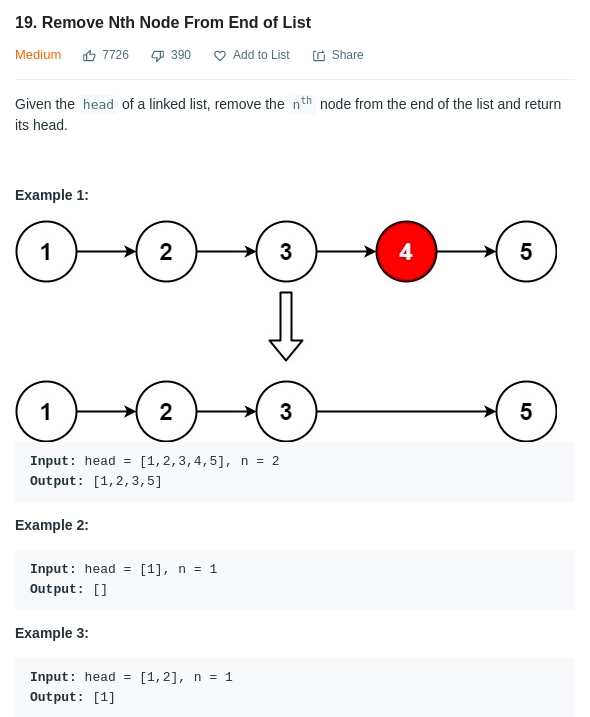 19. Remove Nth Node From End of List
Medium 7726 390 Add to List Share
Given the head of a linked list, remove the nth node from the end of the list and return
its head.
Example 1:
1 2 3 4 5
1 2 3 5
Input: head = [1,2,3,4,5], n = 2
Output: [1,2,3,5]
Example 2:
Input: head = [1], n = 1
Output: []
Example 3:
Input: head = [1,2], n = 1
Output: [1]